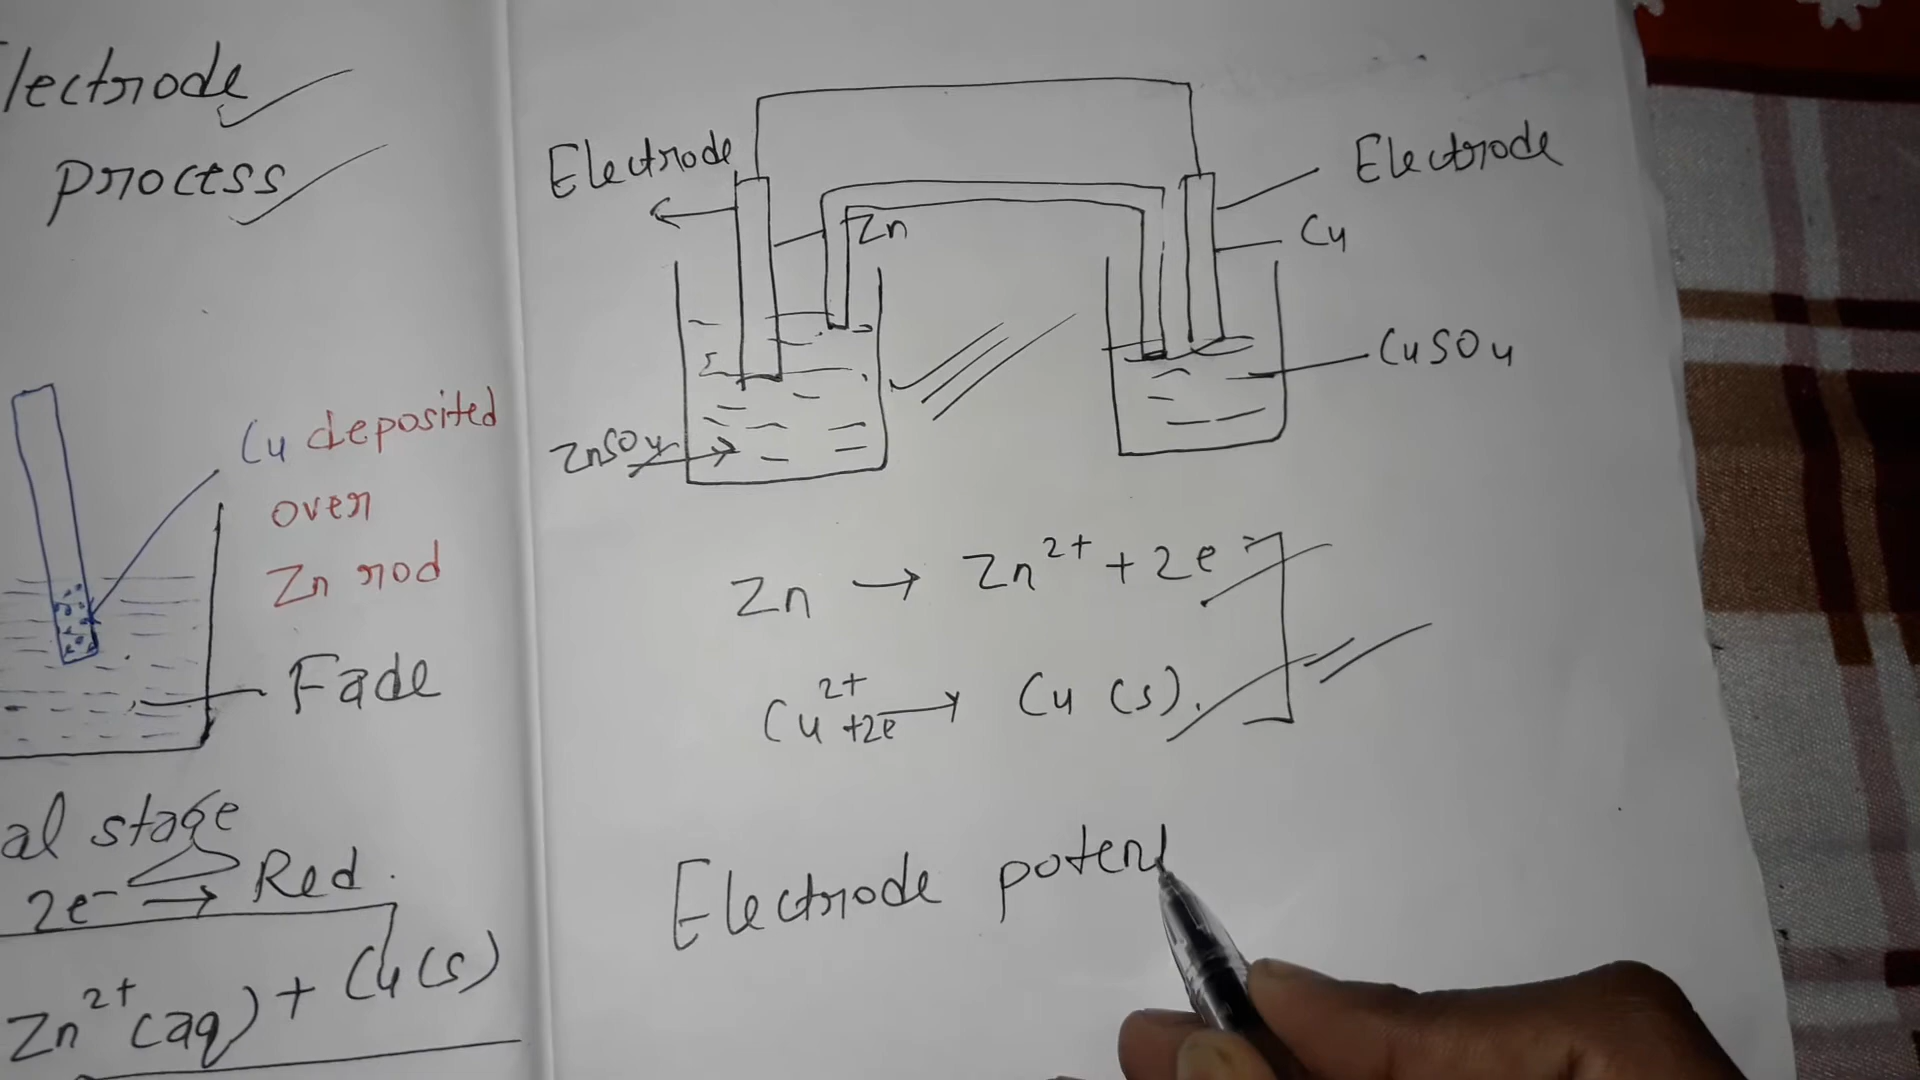 lectrode
process
Cu deposited
over
Zn rod
Fade
al stage
2e⁻ → Red.
Zn²⁺(aq) + Cu(s)
Electrode
Electrode
Zn
Cu
CuSO₄
ZnSO₄
Zn → Zn²⁺ + 2e⁻
Cu²⁺ +2e → Cu (s).
Electrode poten